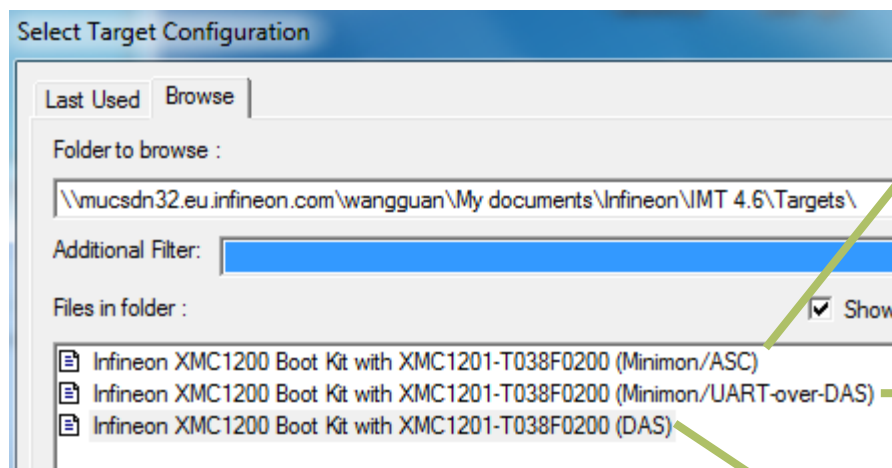 Select Target Configuration
Last Used Browse
Folder to browse :
\\mucsdn32.eu.infineon.com\wangguan\My documents\Infineon\IMT 4.6\Targets\
Additional Filter:
Files in folder : Show
Infineon XMC1200 Boot Kit with XMC1201-T038F0200 (Minimon/ASC)
Infineon XMC1200 Boot Kit with XMC1201-T038F0200 (Minimon/UART-over-DAS)
Infineon XMC1200 Boot Kit with XMC1201-T038F0200 (DAS)